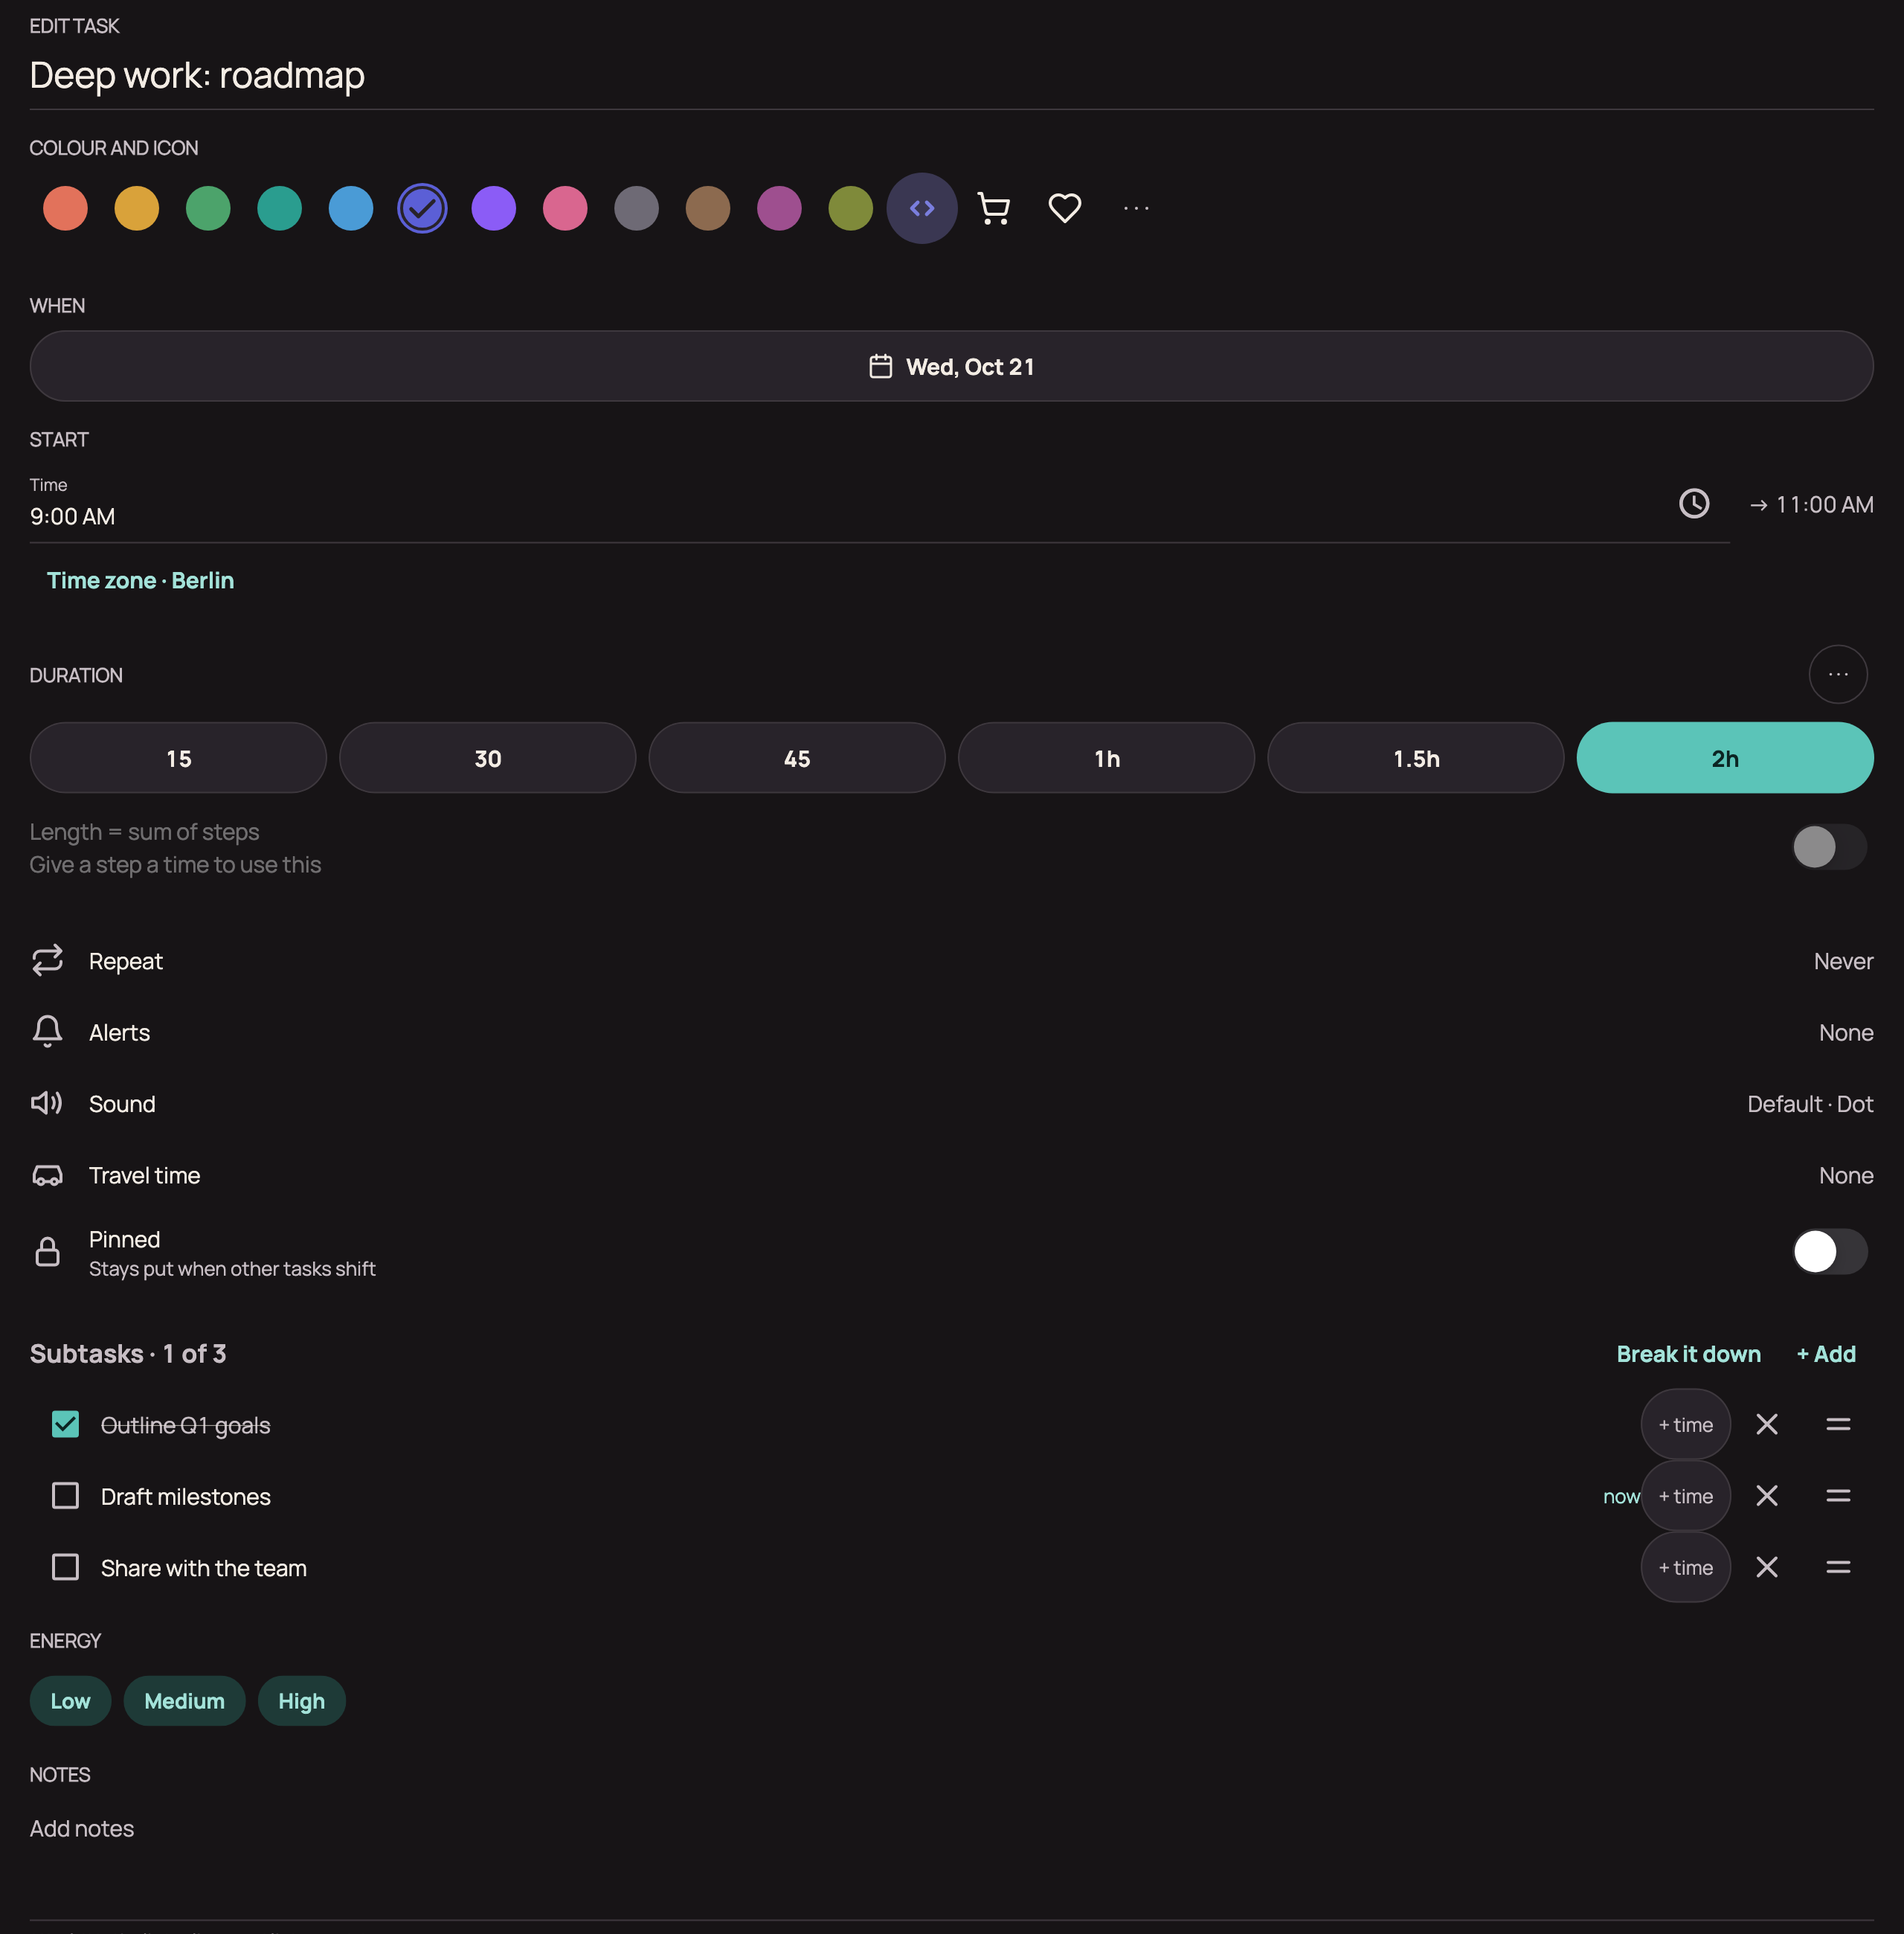 EDIT TASK
Deep work: roadmap
COLOUR AND ICON
WHEN
Wed, Oct 21
START
Time
9:00 AM
→ 11:00 AM
Time zone · Berlin
DURATION
15 30 45 1h 1.5h 2h
Length = sum of steps
Give a step a time to use this
Repeat Never
Alerts None
Sound Default · Dot
Travel time None
Pinned
Stays put when other tasks shift
Subtasks · 1 of 3 Break it down + Add
Outline Q1 goals + time
Draft milestones now + time
Share with the team + time
ENERGY
Low Medium High
NOTES
Add notes